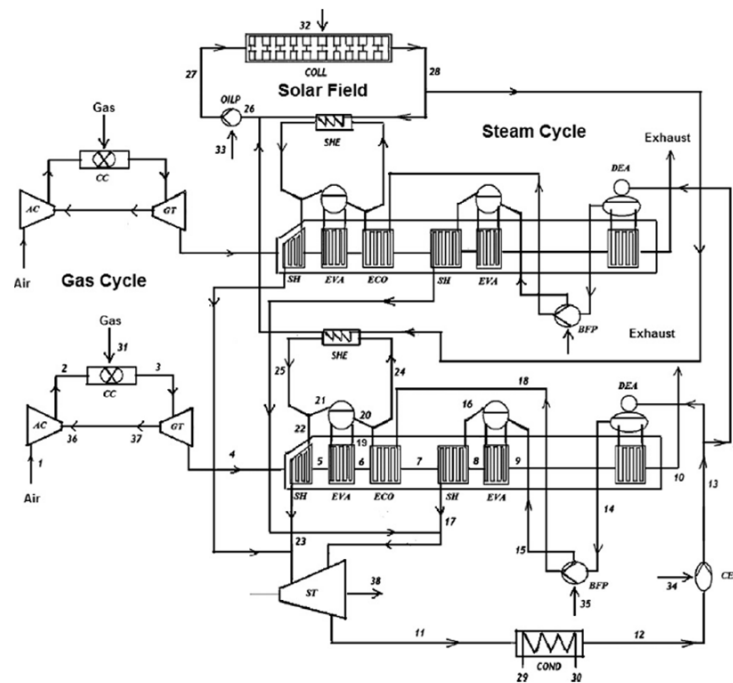 32
27
COLL
28
Solar Field
OILP
26
Gas
33
SHE
Steam Cycle
Exhaust
CC
DEA
AC
GT
Air
SH
EVA
ECO
SH
EVA
Gas Cycle
BFP
Gas
Exhaust
31
2
3
CC
SHE
25
24
18
DEA
21
20
16
AC
GT
22
19
36
37
4
1
5
6
7
8
9
10
13
Air
SH
EVA
ECO
SH
EVA
17
14
23
15
38
ST
BFP
34
CE
35
11
12
COND
29
30